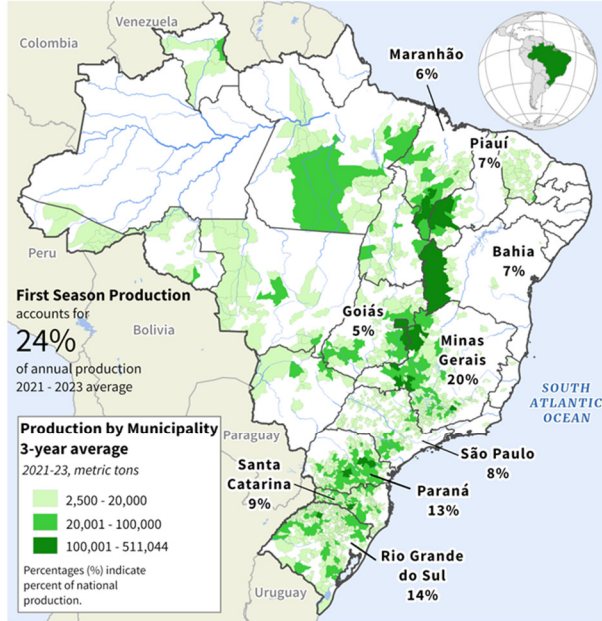 Venezuela
Colombia
Maranhão
6%
Piauí
7%
Peru
Bahia
7%
First Season Production
accounts for
24%
of annual production
2021 - 2023 average
Bolivia
Goiás
5%
Minas
Gerais
20%
SOUTH
ATLANTIC
OCEAN
Production by Municipality
3-year average
2021-23, metric tons
2,500 - 20,000
20,001 - 100,000
100,001 - 511,044
Percentages (%) indicate
percent of national
production.
Paraguay
São Paulo
8%
Santa
Catarina
9%
Paraná
13%
Rio Grande
do Sul
14%
Uruguay